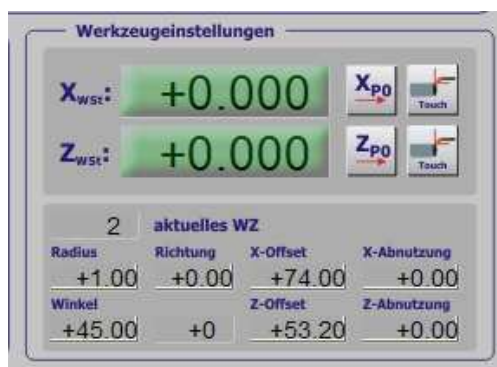 Werkzeugeinstellungen
Xwst: +0.000 XP0 Touch
Zwst: +0.000 ZP0 Touch
2 aktuelles WZ
Radius Richtung X-Offset X-Abnutzung
+1.00 +0.00 +74.00 +0.00
Winkel Z-Offset Z-Abnutzung
+45.00 +0 +53.20 +0.00